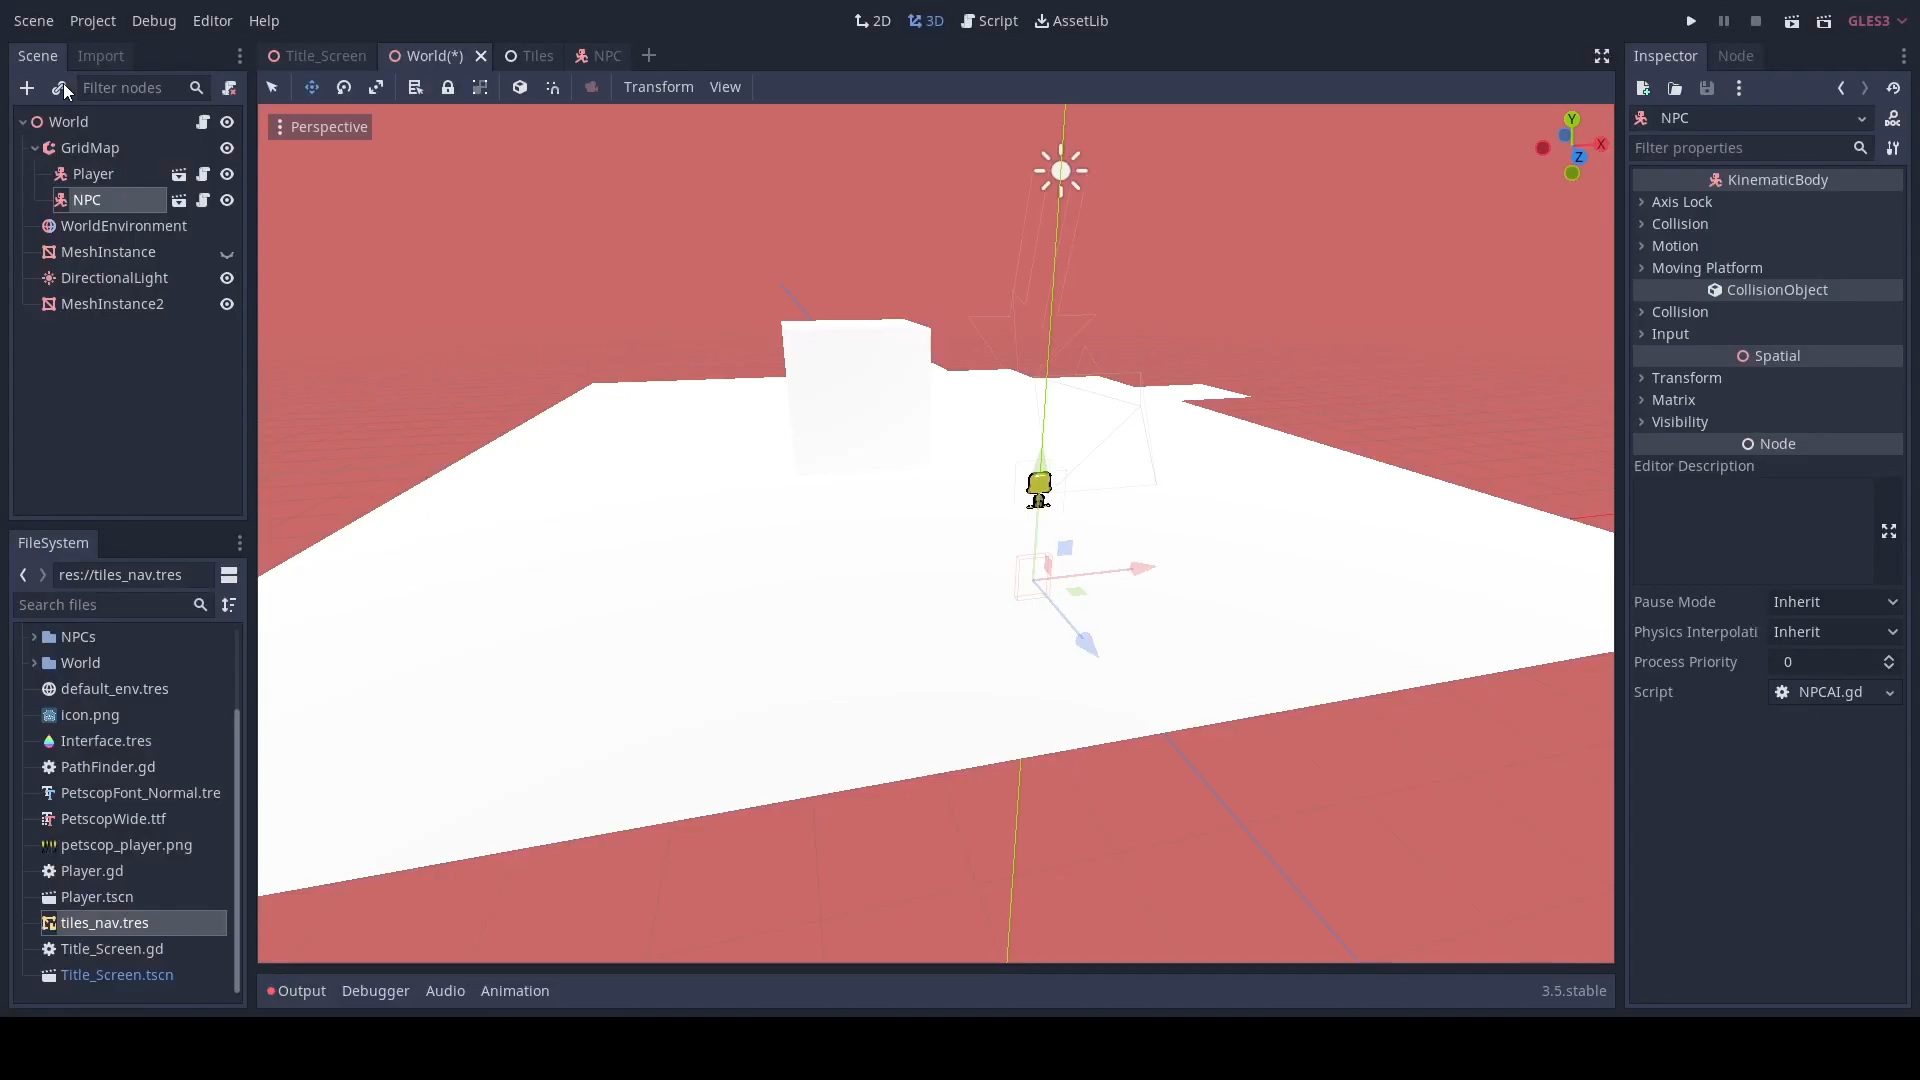 Scene Project Debug Editor Help
2D 3D Script AssetLib
GLES3
Scene Import
Title_Screen World(*) Tiles NPC
Inspector Node
Filter nodes
Transform View
NPC
Filter properties
World
GridMap
Player
NPC
WorldEnvironment
MeshInstance
DirectionalLight
MeshInstance2
Perspective
Y
X
Z
KinematicBody
Axis Lock
Collision
Motion
Moving Platform
CollisionObject
Collision
Input
Spatial
Transform
Matrix
Visibility
Node
Editor Description
Pause Mode Inherit
Physics Interpolati Inherit
Process Priority 0
Script NPCAI.gd
FileSystem
res://tiles_nav.tres
Search files
NPCs
World
default_env.tres
icon.png
Interface.tres
PathFinder.gd
PetscopFont_Normal.tre
PetscopWide.ttf
petscop_player.png
Player.gd
Player.tscn
tiles_nav.tres
Title_Screen.gd
Title_Screen.tscn
Output Debugger Audio Animation
3.5.stable